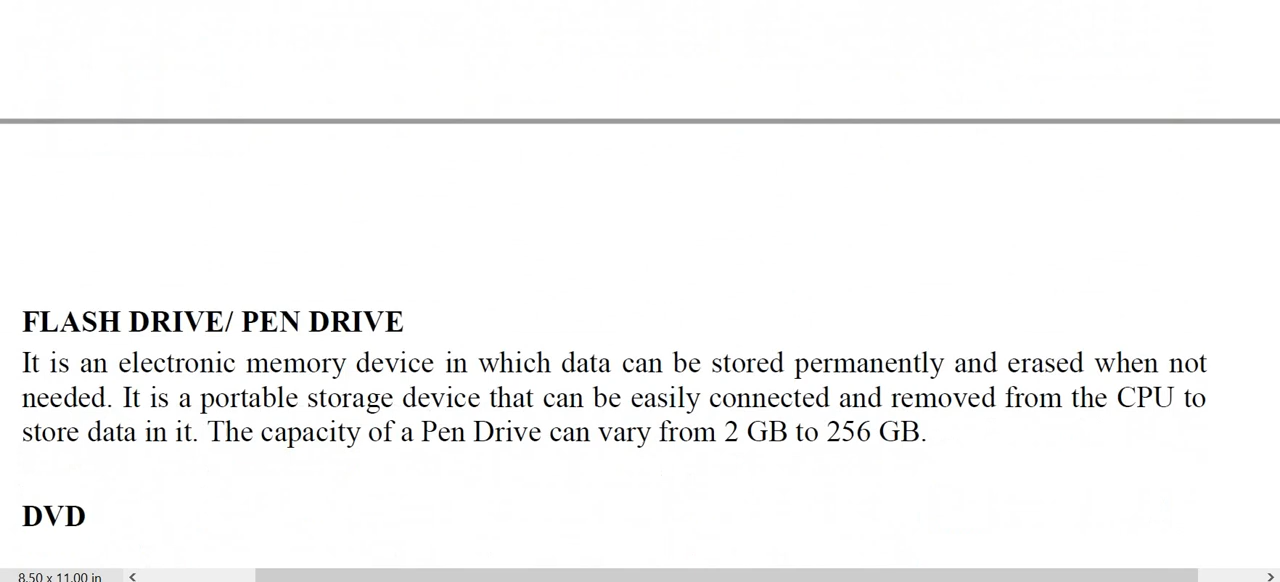 FLASH DRIVE/ PEN DRIVE
It is an electronic memory device in which data can be stored permanently and erased when not
needed. It is a portable storage device that can be easily connected and removed from the CPU to
store data in it. The capacity of a Pen Drive can vary from 2 GB to 256 GB.
DVD
8.50 x 11.00 in